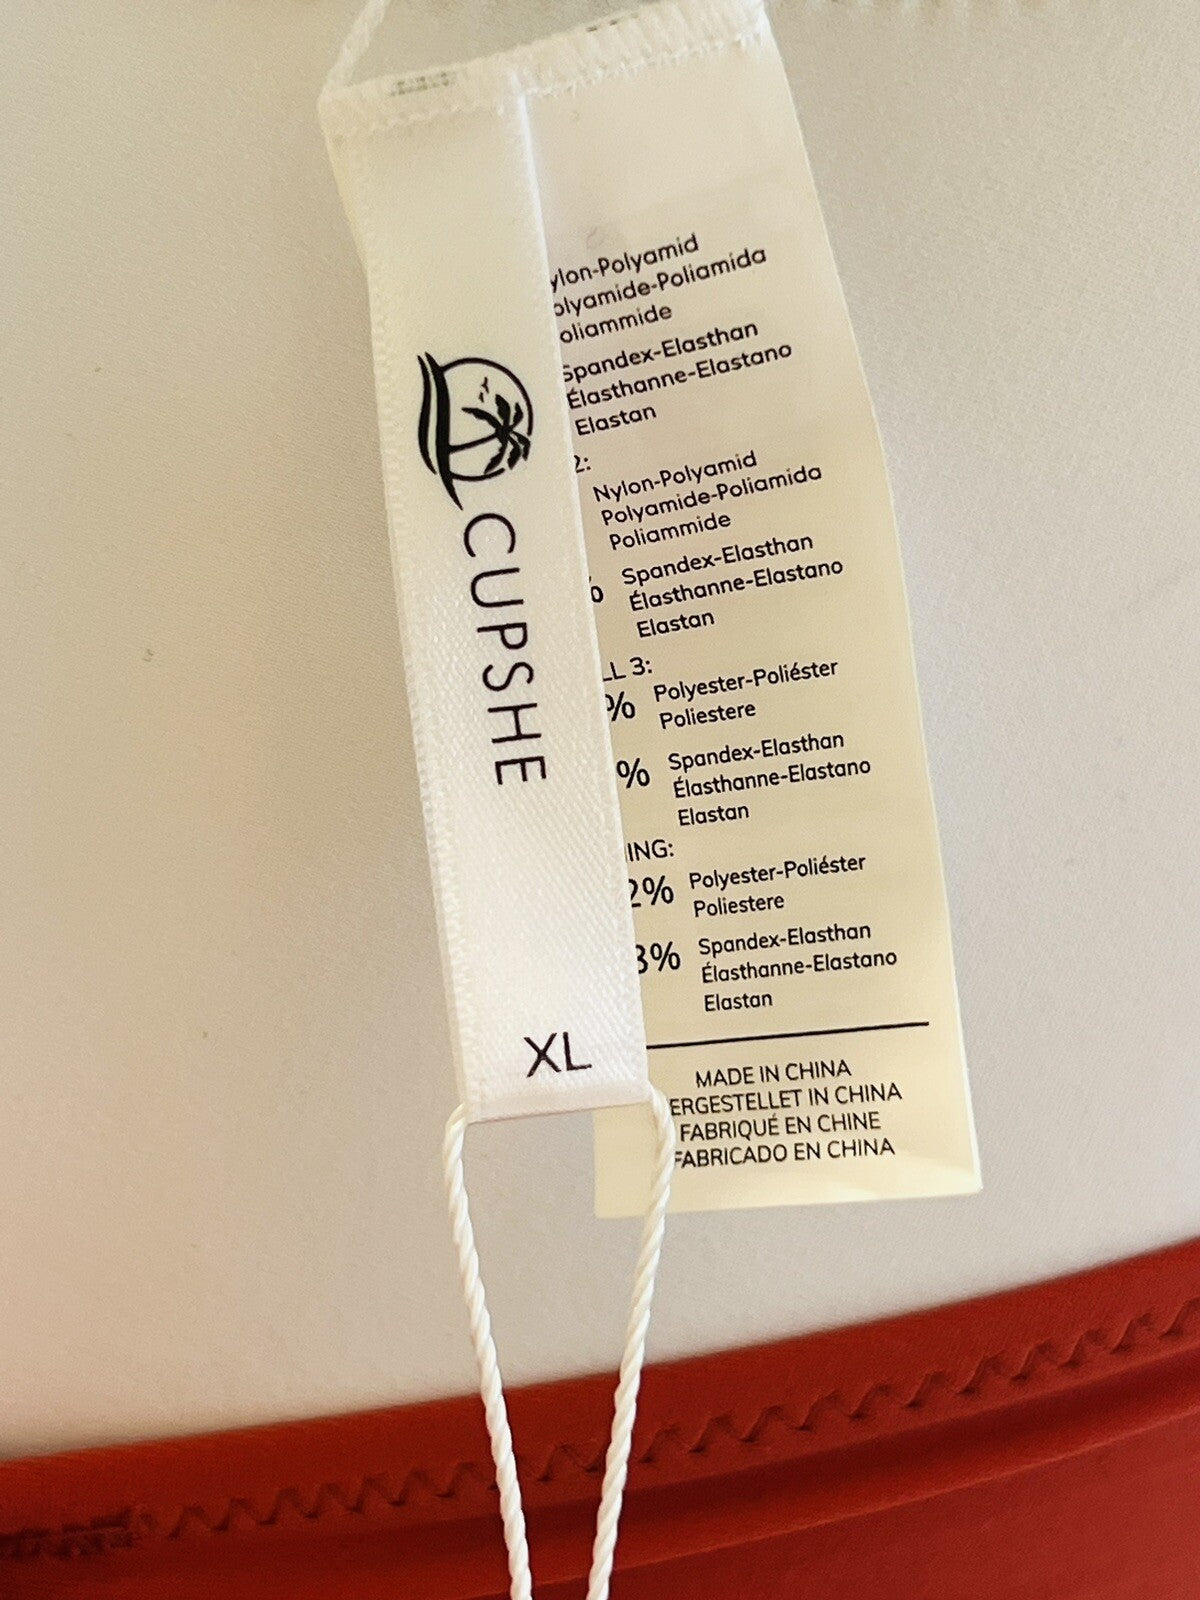 CUPSHE
XL
ylon-Polyamid
olyamide-Poliamida
oliammide
Spandex-Elasthan
Élasthanne-Elastano
Elastan
2:
Nylon-Polyamid
Polyamide-Poliamida
Poliammide
% Spandex-Elasthan
Élasthanne-Elastano
Elastan
LL 3:
% Polyester-Poliéster
Poliestere
% Spandex-Elasthan
Élasthanne-Elastano
Elastan
ING:
2% Polyester-Poliéster
Poliestere
8% Spandex-Elasthan
Élasthanne-Elastano
Elastan
MADE IN CHINA
ERGESTELLET IN CHINA
FABRIQUÉ EN CHINE
FABRICADO EN CHINA